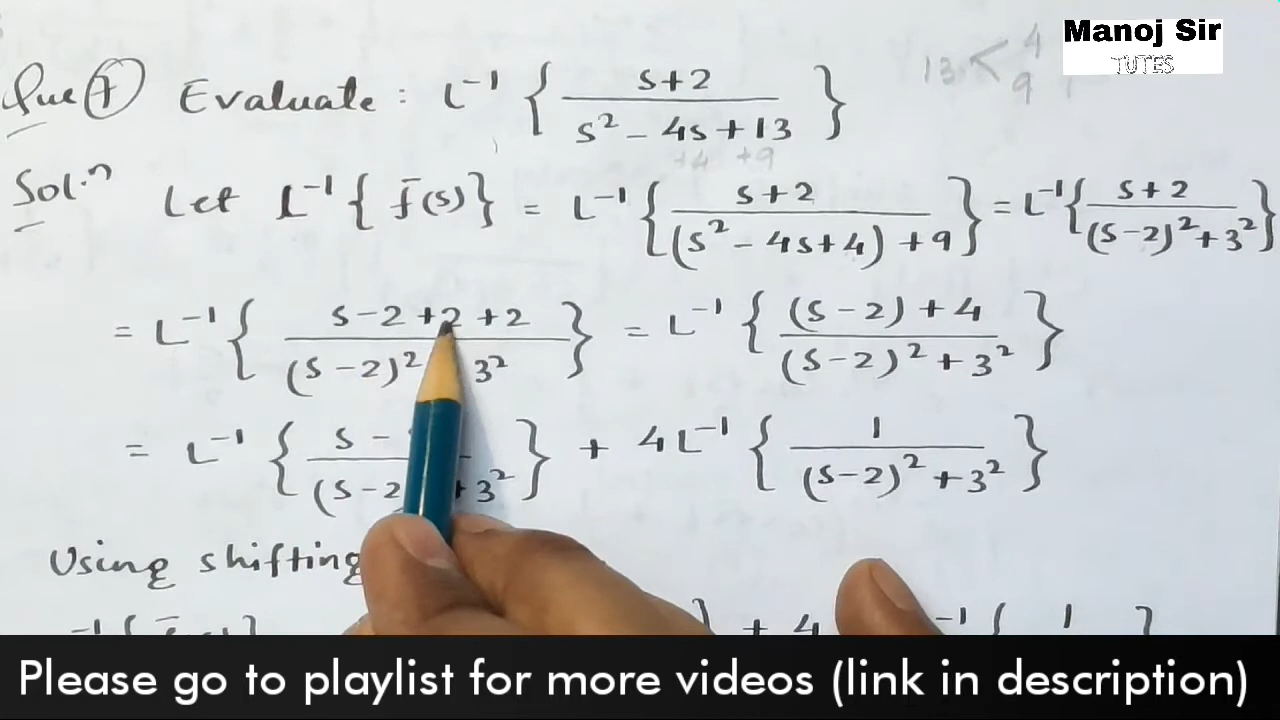 Manoj Sir
TUTES
13 < 4
9
Que 7 Evaluate : L⁻¹ { s+2 / s² - 4s + 13 }
+4 +9
Sol.ⁿ Let L⁻¹{ f̄(s)} = L⁻¹{ s+2 / (s² - 4s+4) + 9 } = L⁻¹{ s+2 / (s-2)² + 3² }
= L⁻¹ { s-2+2+2 / (s-2)² 3² } = L⁻¹ { (s-2) + 4 / (s-2)² + 3² }
= L⁻¹ { s - / (s-2 + 3² } + 4L⁻¹ { 1 / (s-2)² + 3² }
Using shifting
+ 4 { 1 }
Please go to playlist for more videos (link in description)